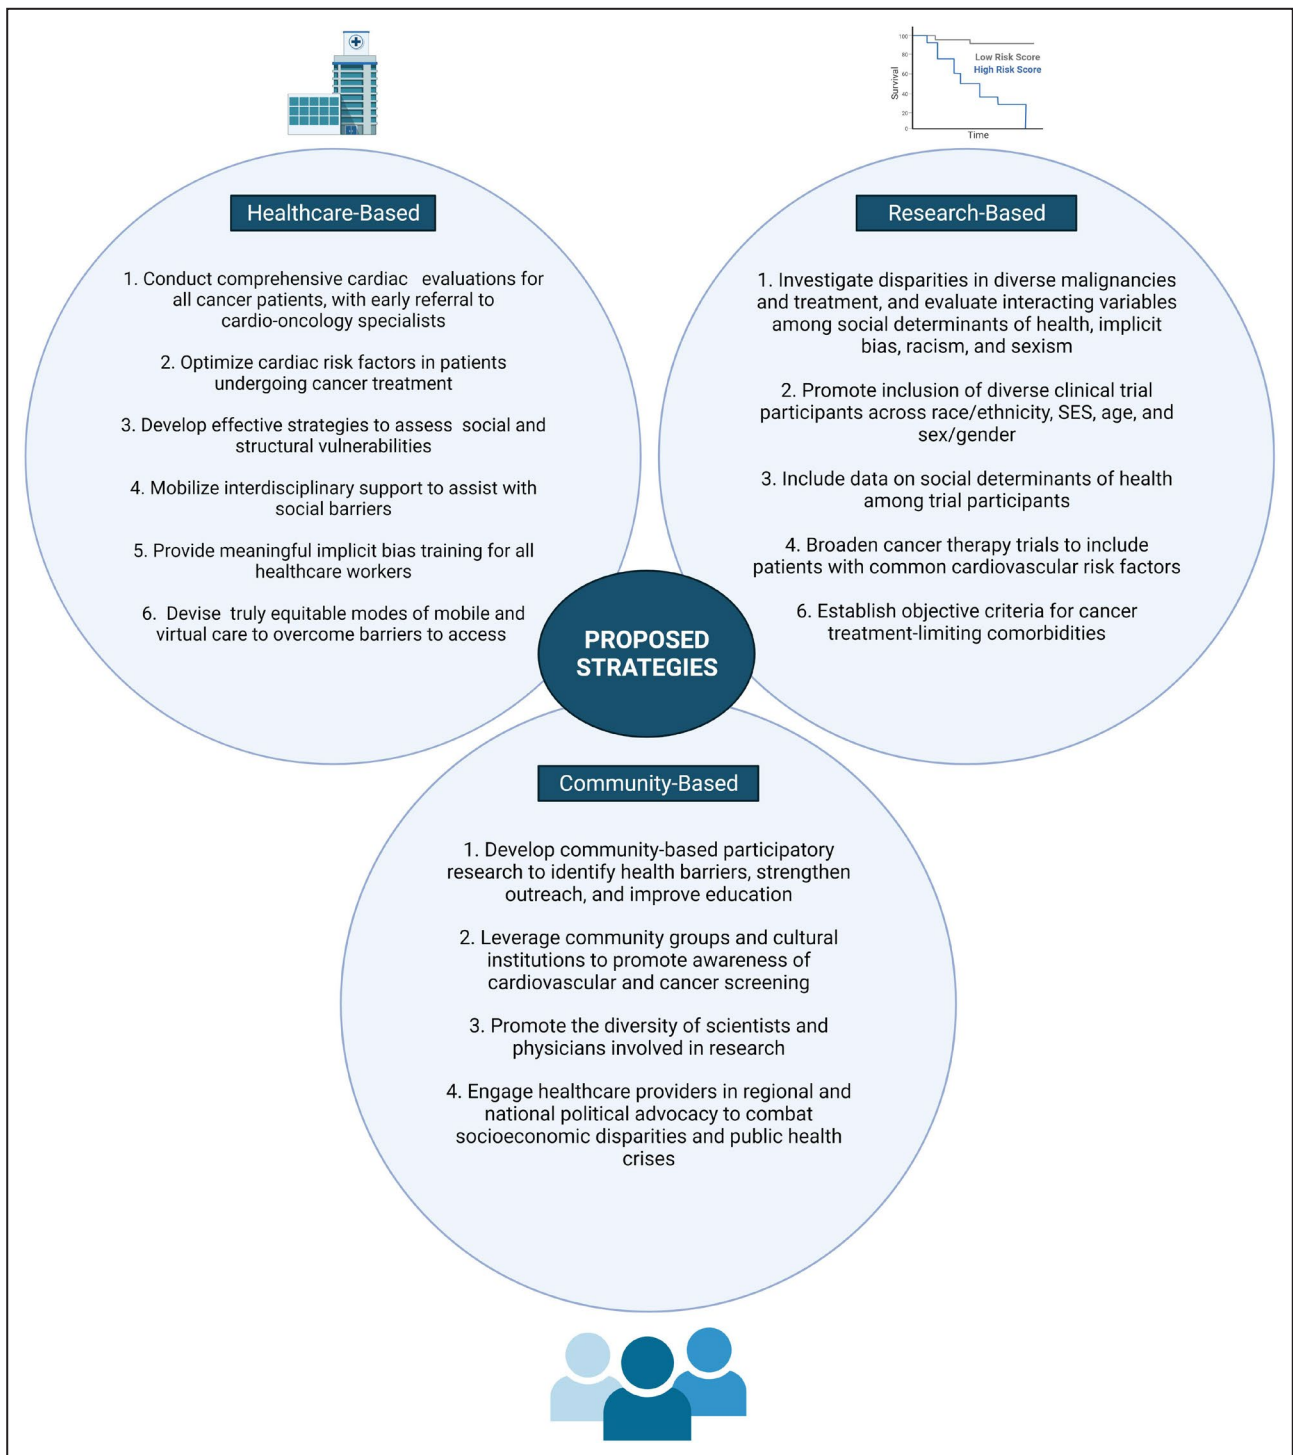 100
80
60
40
20
0
Survival
Low Risk Score
High Risk Score
Time
Healthcare-Based
1. Conduct comprehensive cardiac evaluations for
all cancer patients, with early referral to
cardio-oncology specialists
2. Optimize cardiac risk factors in patients
undergoing cancer treatment
3. Develop effective strategies to assess social and
structural vulnerabilities
4. Mobilize interdisciplinary support to assist with
social barriers
5. Provide meaningful implicit bias training for all
healthcare workers
6. Devise truly equitable modes of mobile and
virtual care to overcome barriers to access
Research-Based
1. Investigate disparities in diverse malignancies
and treatment, and evaluate interacting variables
among social determinants of health, implicit
bias, racism, and sexism
2. Promote inclusion of diverse clinical trial
participants across race/ethnicity, SES, age, and
sex/gender
3. Include data on social determinants of health
among trial participants
4. Broaden cancer therapy trials to include
patients with common cardiovascular risk factors
6. Establish objective criteria for cancer
treatment-limiting comorbidities
PROPOSED
STRATEGIES
Community-Based
1. Develop community-based participatory
research to identify health barriers, strengthen
outreach, and improve education
2. Leverage community groups and cultural
institutions to promote awareness of
cardiovascular and cancer screening
3. Promote the diversity of scientists and
physicians involved in research
4. Engage healthcare providers in regional and
national political advocacy to combat
socioeconomic disparities and public health
crises